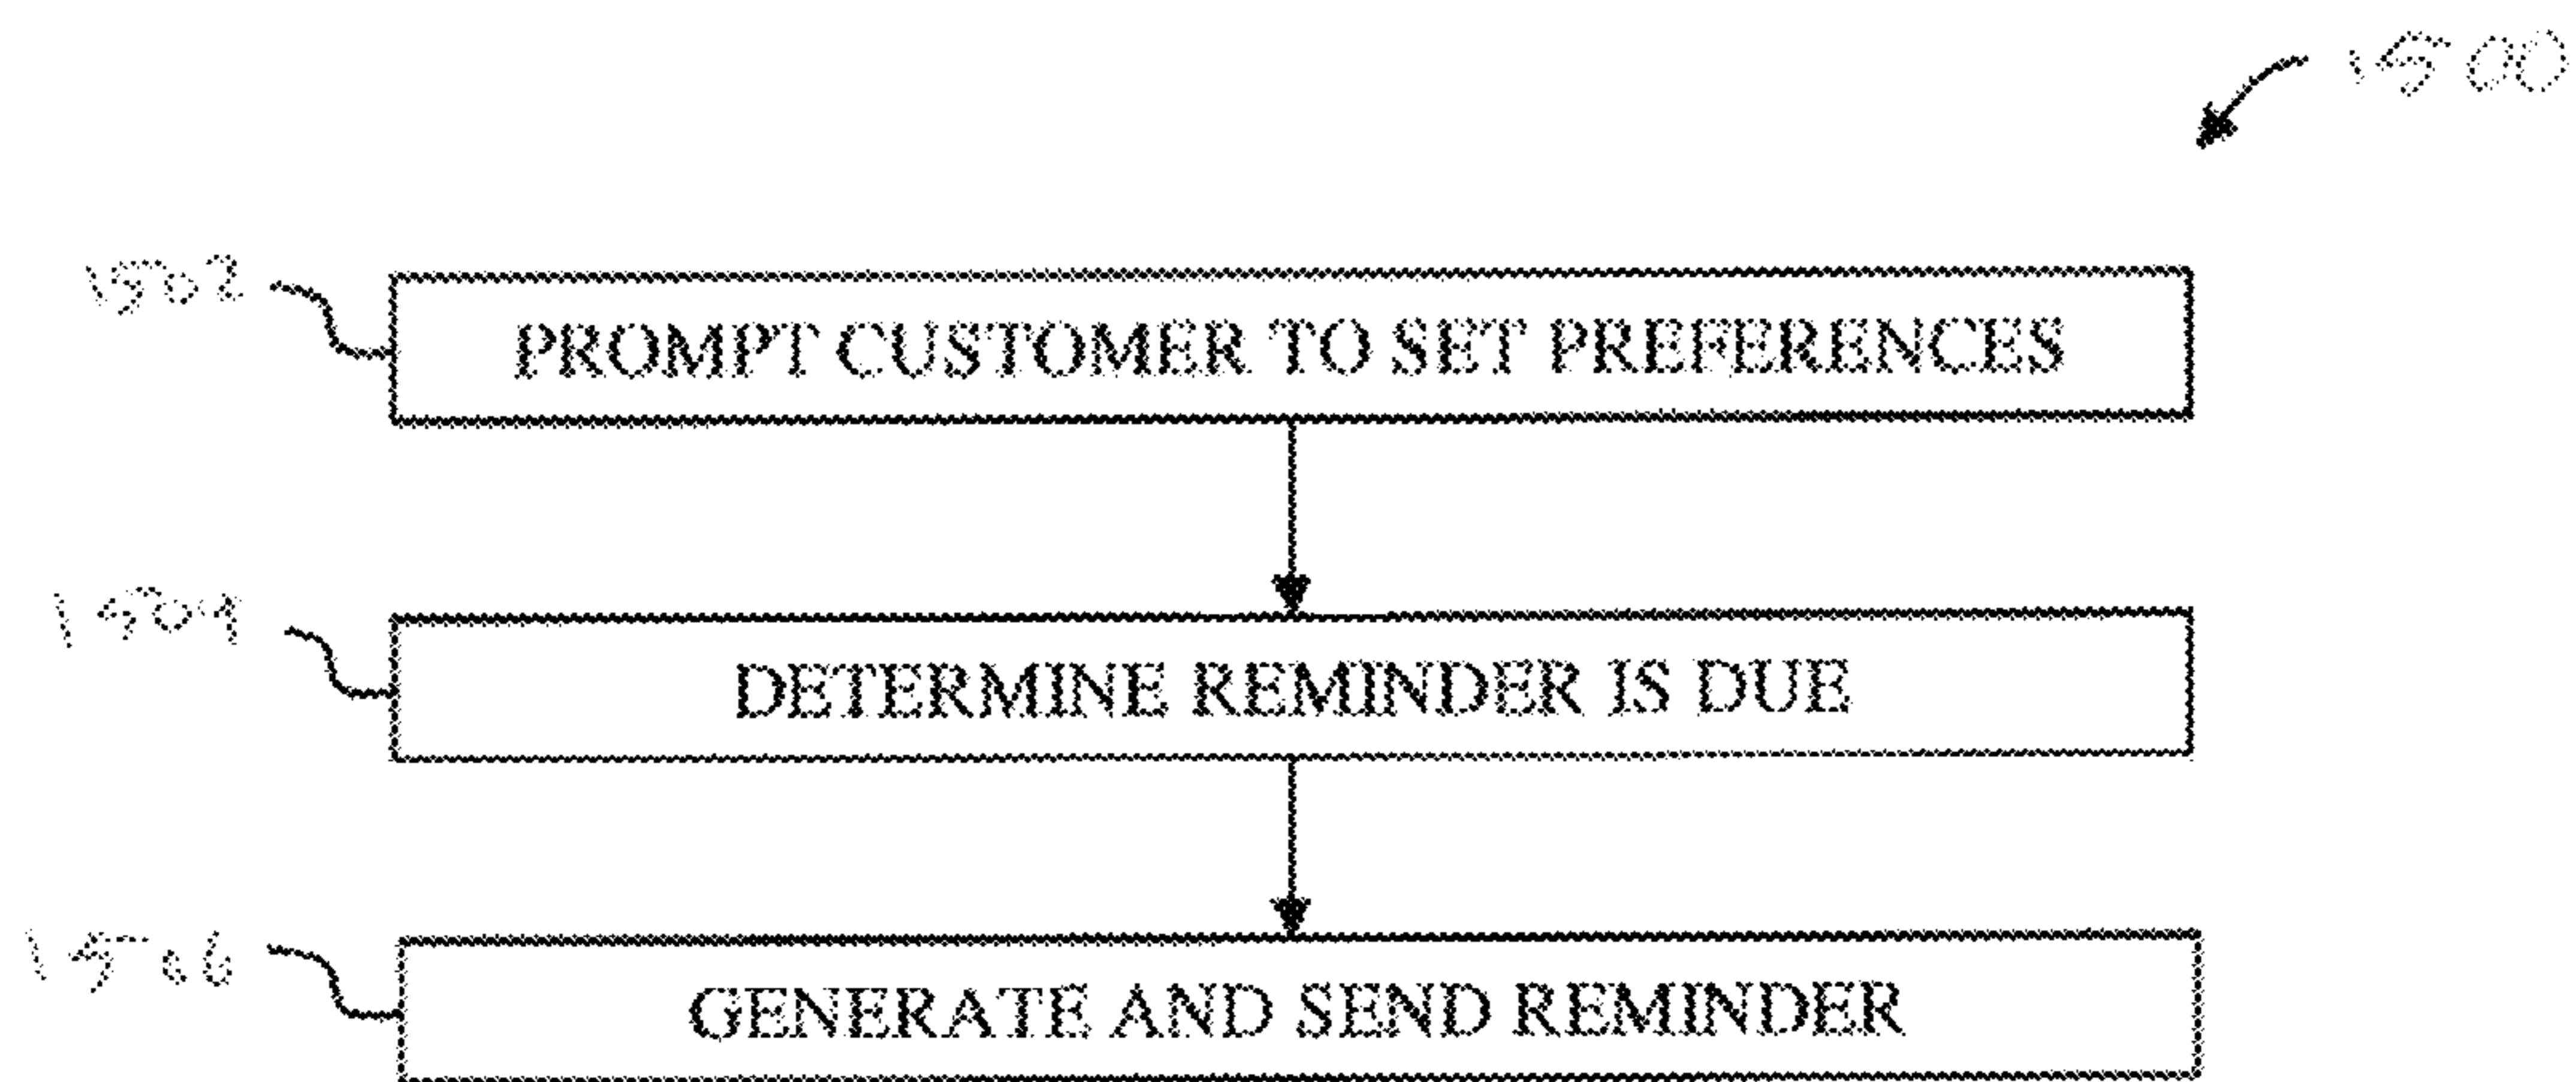 1500
1502
PROMPT CUSTOMER TO SET PREFERENCES
1504
DETERMINE REMINDER IS DUE
1506
GENERATE AND SEND REMINDER